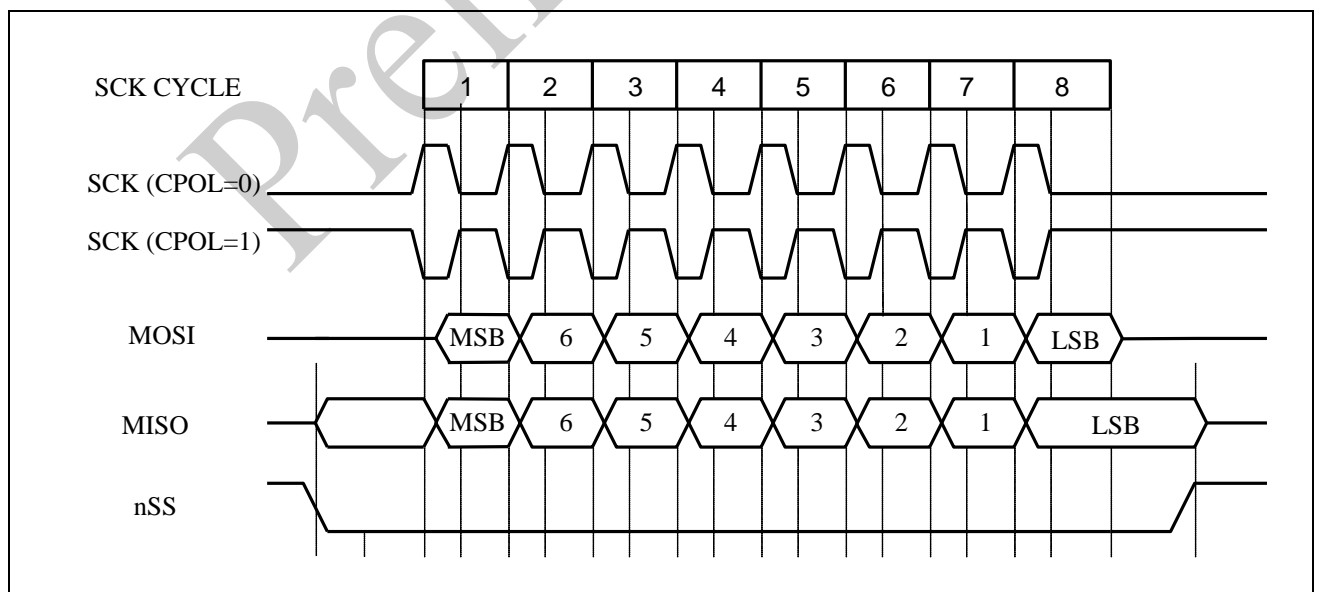 Prel
SCK CYCLE 1 2 3 4 5 6 7 8
SCK (CPOL=0)
SCK (CPOL=1)
MOSI MSB 6 5 4 3 2 1 LSB
MISO MSB 6 5 4 3 2 1 LSB
nSS